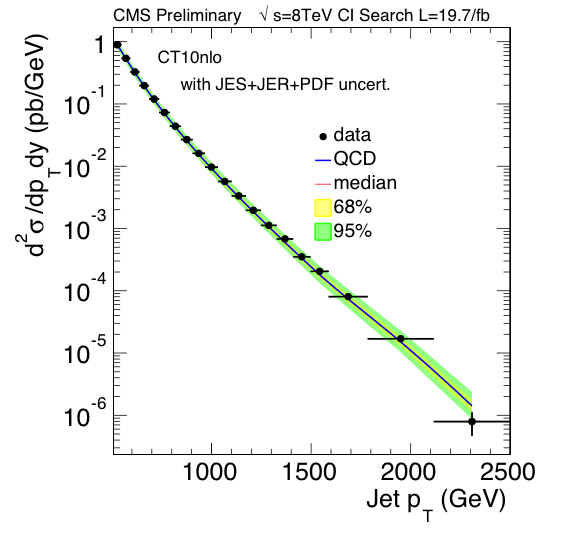 CMS Preliminary √ s=8TeV CI Search L=19.7/fb
CT10nlo
with JES+JER+PDF uncert.
data
QCD
median
68%
95%
d²σ/dp_T dy (pb/GeV)
1
10⁻¹
10⁻²
10⁻³
10⁻⁴
10⁻⁵
10⁻⁶
1000 1500 2000 2500
Jet p_T (GeV)